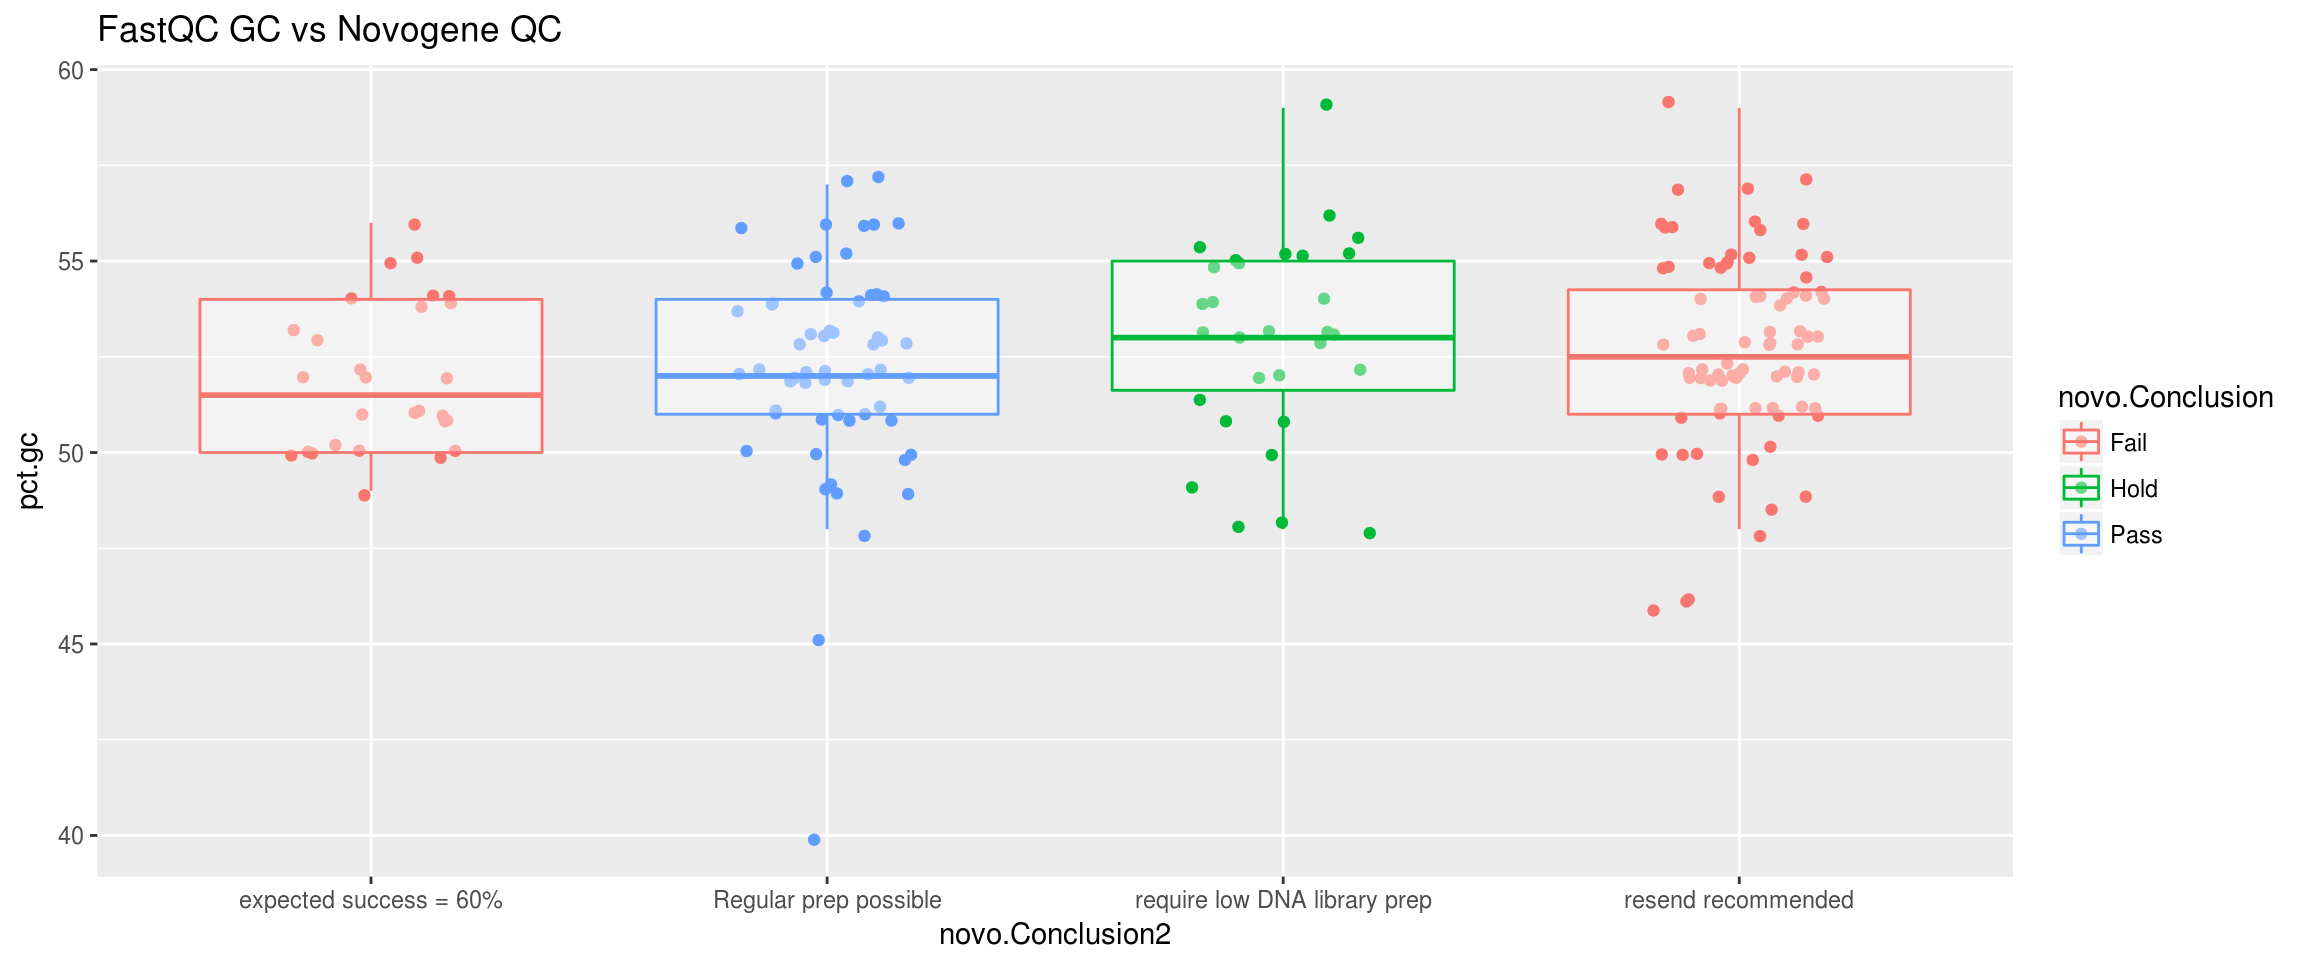 FastQC GC vs Novogene QC
60
55
50
45
40
pct.gc
expected success = 60%
Regular prep possible
require low DNA library prep
resend recommended
novo.Conclusion2
novo.Conclusion
Fail
Hold
Pass